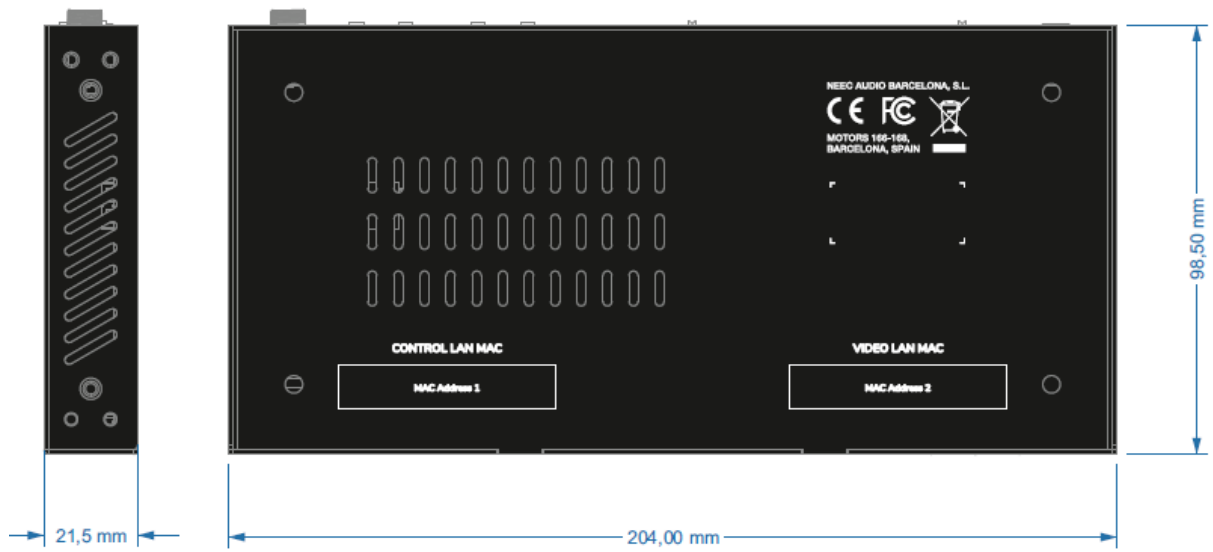 NEEC AUDIO BARCELONA, S.L.
CE FC
MOTORS 166-168,
BARCELONA, SPAIN
98,50 mm
CONTROL LAN MAC
VIDEO LAN MAC
MAC Address 1
MAC Address 2
21,5 mm
204,00 mm